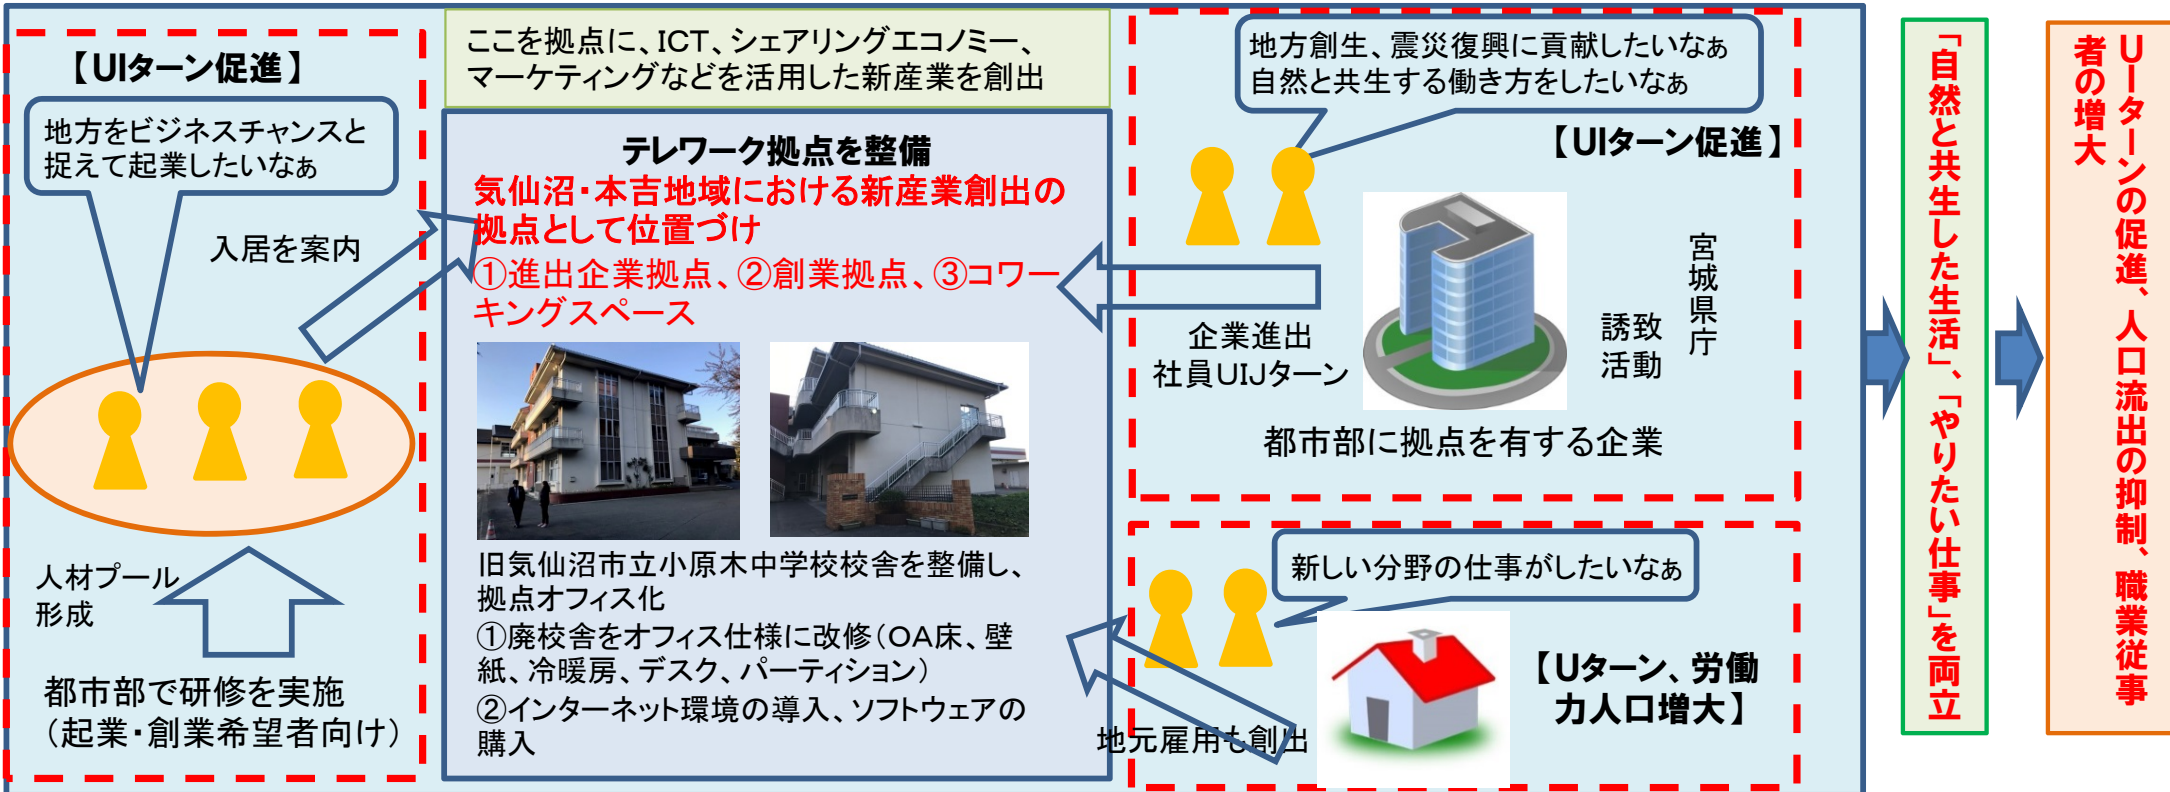 【UIターン促進】
地方をビジネスチャンスと
捉えて起業したいなぁ
入居を案内
人材プール
形成
都市部で研修を実施
（起業・創業希望者向け）
ここを拠点に、ICT、シェアリングエコノミー、
マーケティングなどを活用した新産業を創出
テレワーク拠点を整備
気仙沼・本吉地域における新産業創出の
拠点として位置づけ
①進出企業拠点、②創業拠点、③コワー
キングスペース
旧気仙沼市立小原木中学校校舎を整備し、
拠点オフィス化
①廃校舎をオフィス仕様に改修（OA床、壁
紙、冷暖房、デスク、パーティション）
②インターネット環境の導入、ソフトウェアの
購入
地方創生、震災復興に貢献したいなぁ
自然と共生する働き方をしたいなぁ
【UIターン促進】
企業進出
社員UIJターン
誘致
活動
宮城県庁
都市部に拠点を有する企業
新しい分野の仕事がしたいなぁ
【Uターン、労働
力人口増大】
地元雇用も創出
「自然と共生した生活」、「やりたい仕事」を両立
UIターンの促進、人口流出の抑制、職業従事
者の増大